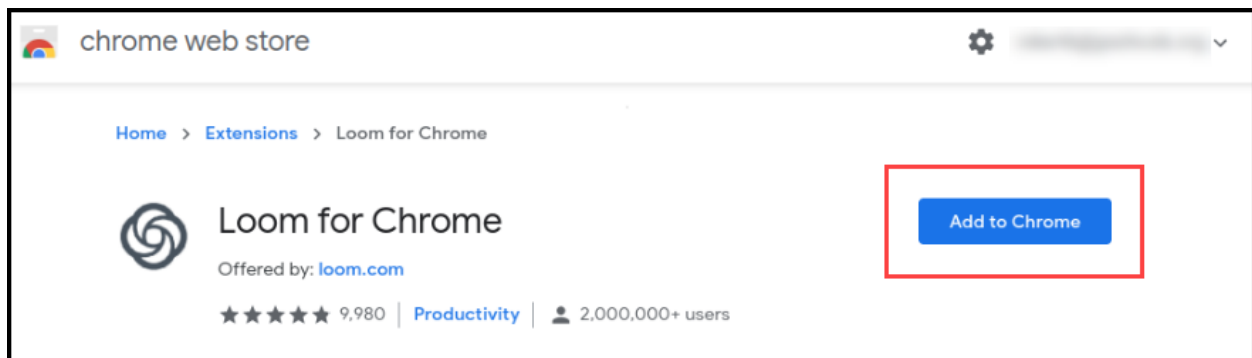 chrome web store
Home > Extensions > Loom for Chrome
Loom for Chrome
Add to Chrome
Offered by: loom.com
9,980 | Productivity | 2,000,000+ users